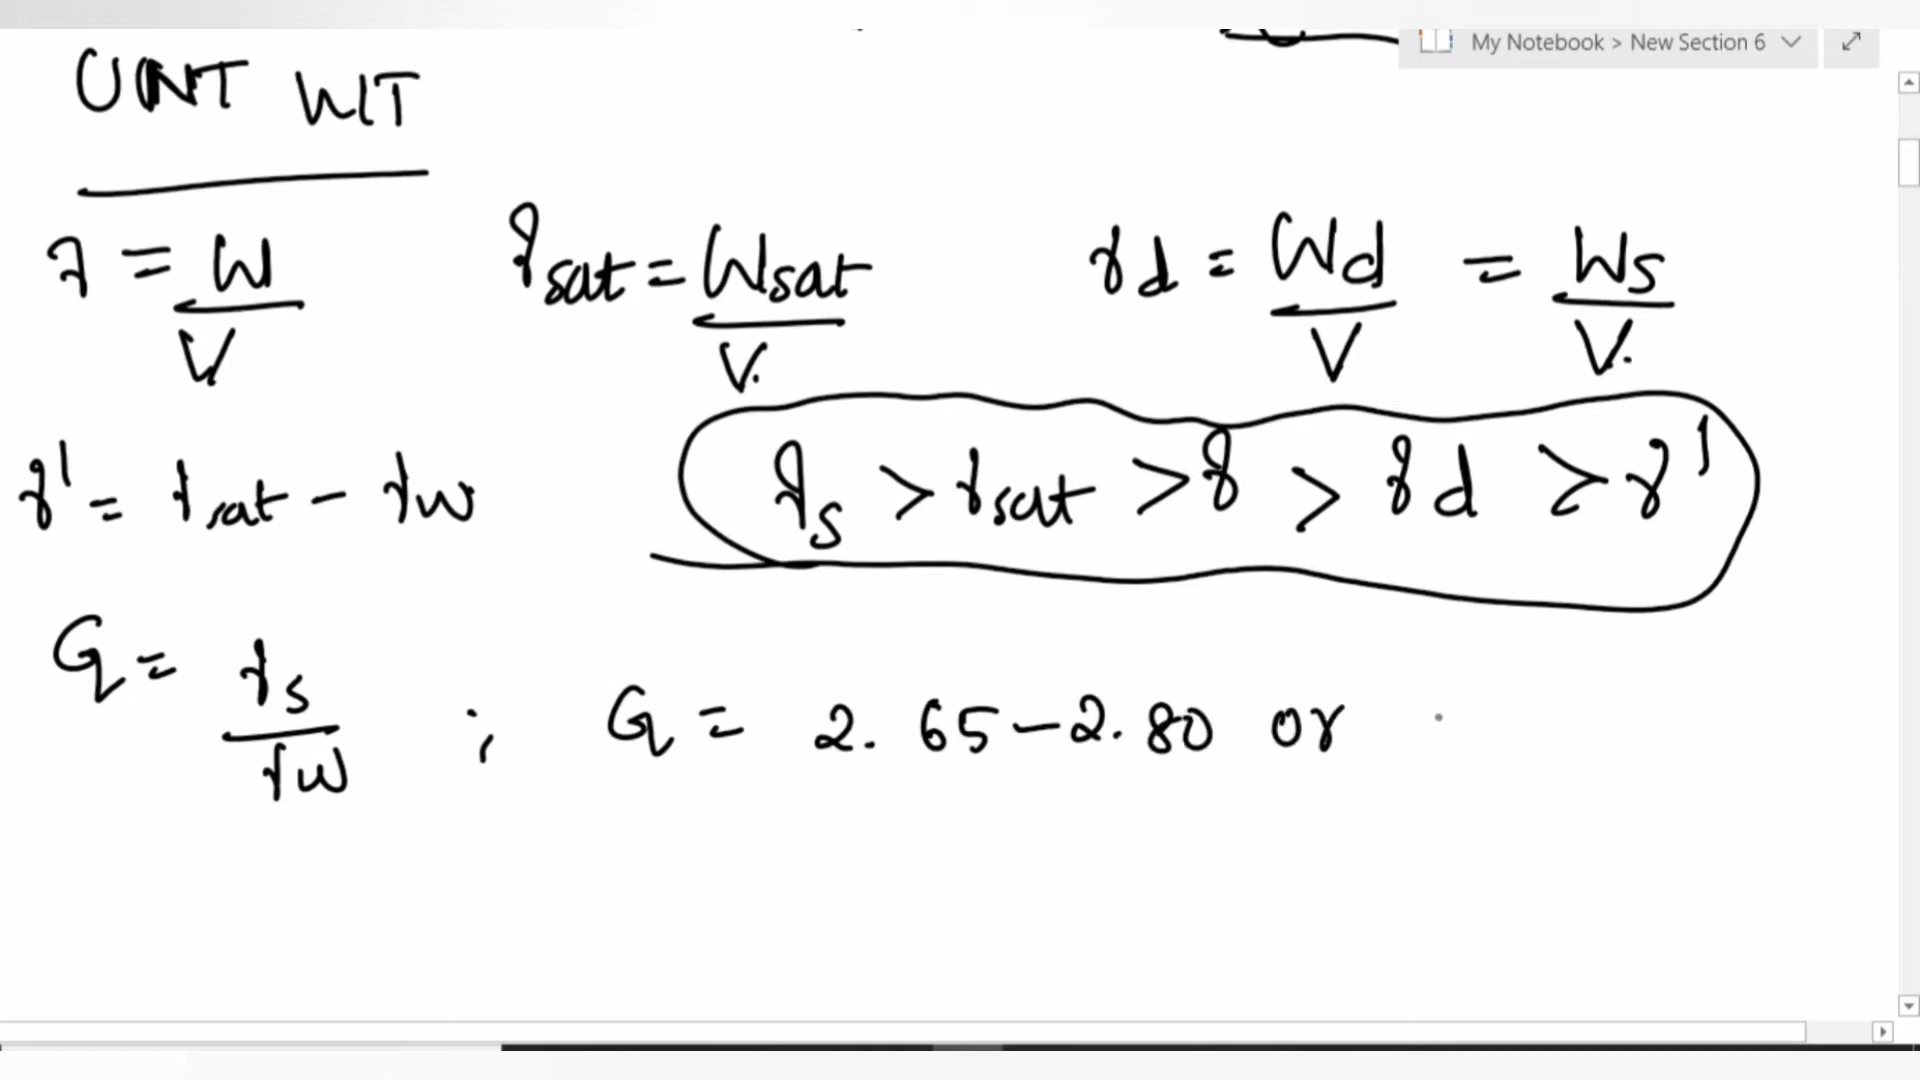 My Notebook > New Section 6
UNIT WT
γ = W/V γsat = Wsat/V. γd = Wd/V = Ws/V.
γ' = γsat - γw
γs > γsat > γ > γd > γ'
G = γs/γw ; G = 2.65-2.80 or